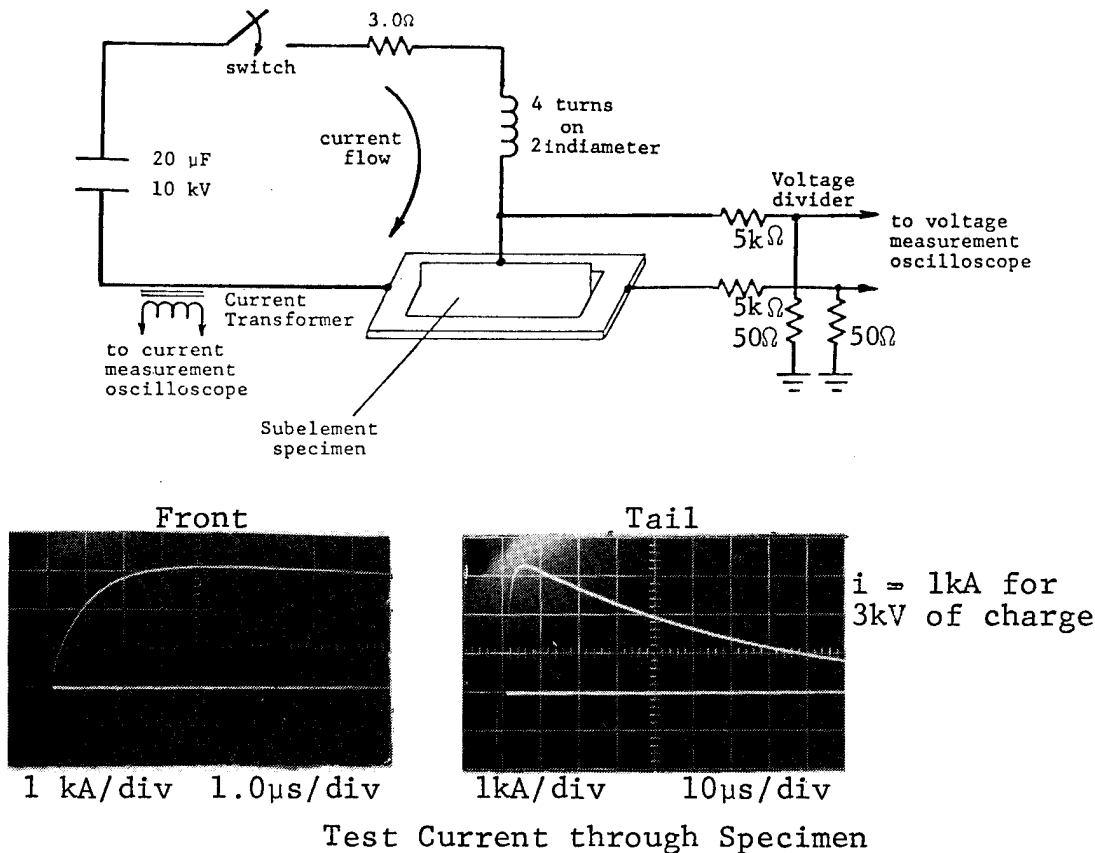 3.0Ω
switch
4 turns
on
2indiameter
current
flow
20 µF
10 kV
Voltage
divider
5kΩ
to voltage
measurement
oscilloscope
5kΩ
50Ω
50Ω
Current
Transformer
to current
measurement
oscilloscope
Subelement
specimen
Front
Tail
i = 1kA for
3kV of charge
1 kA/div 1.0µs/div
1kA/div 10µs/div
Test Current through Specimen